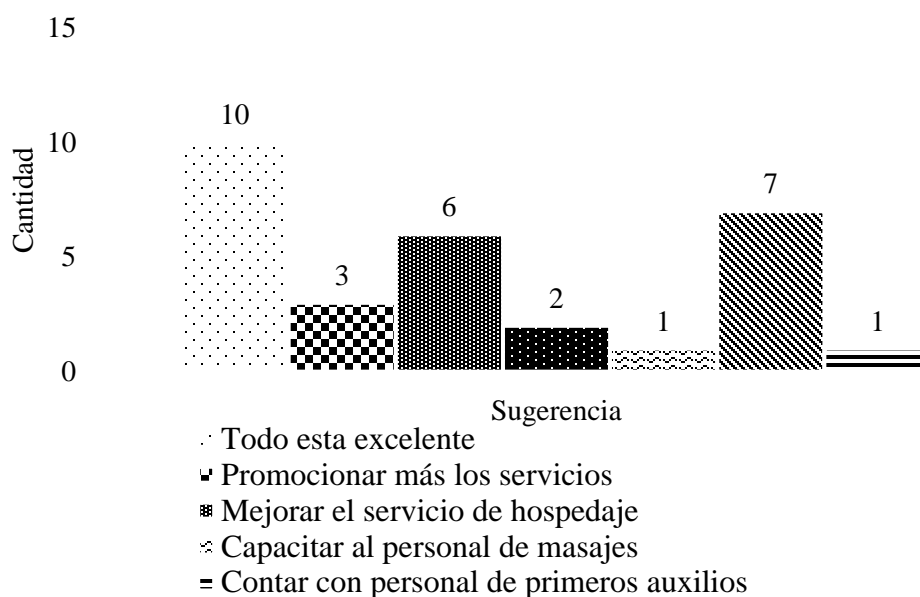 15
10
10
7
6
5
3
2
1
1
0
Cantidad
Sugerencia
Todo esta excelente
Promocionar más los servicios
Mejorar el servicio de hospedaje
Capacitar al personal de masajes
Contar con personal de primeros auxilios